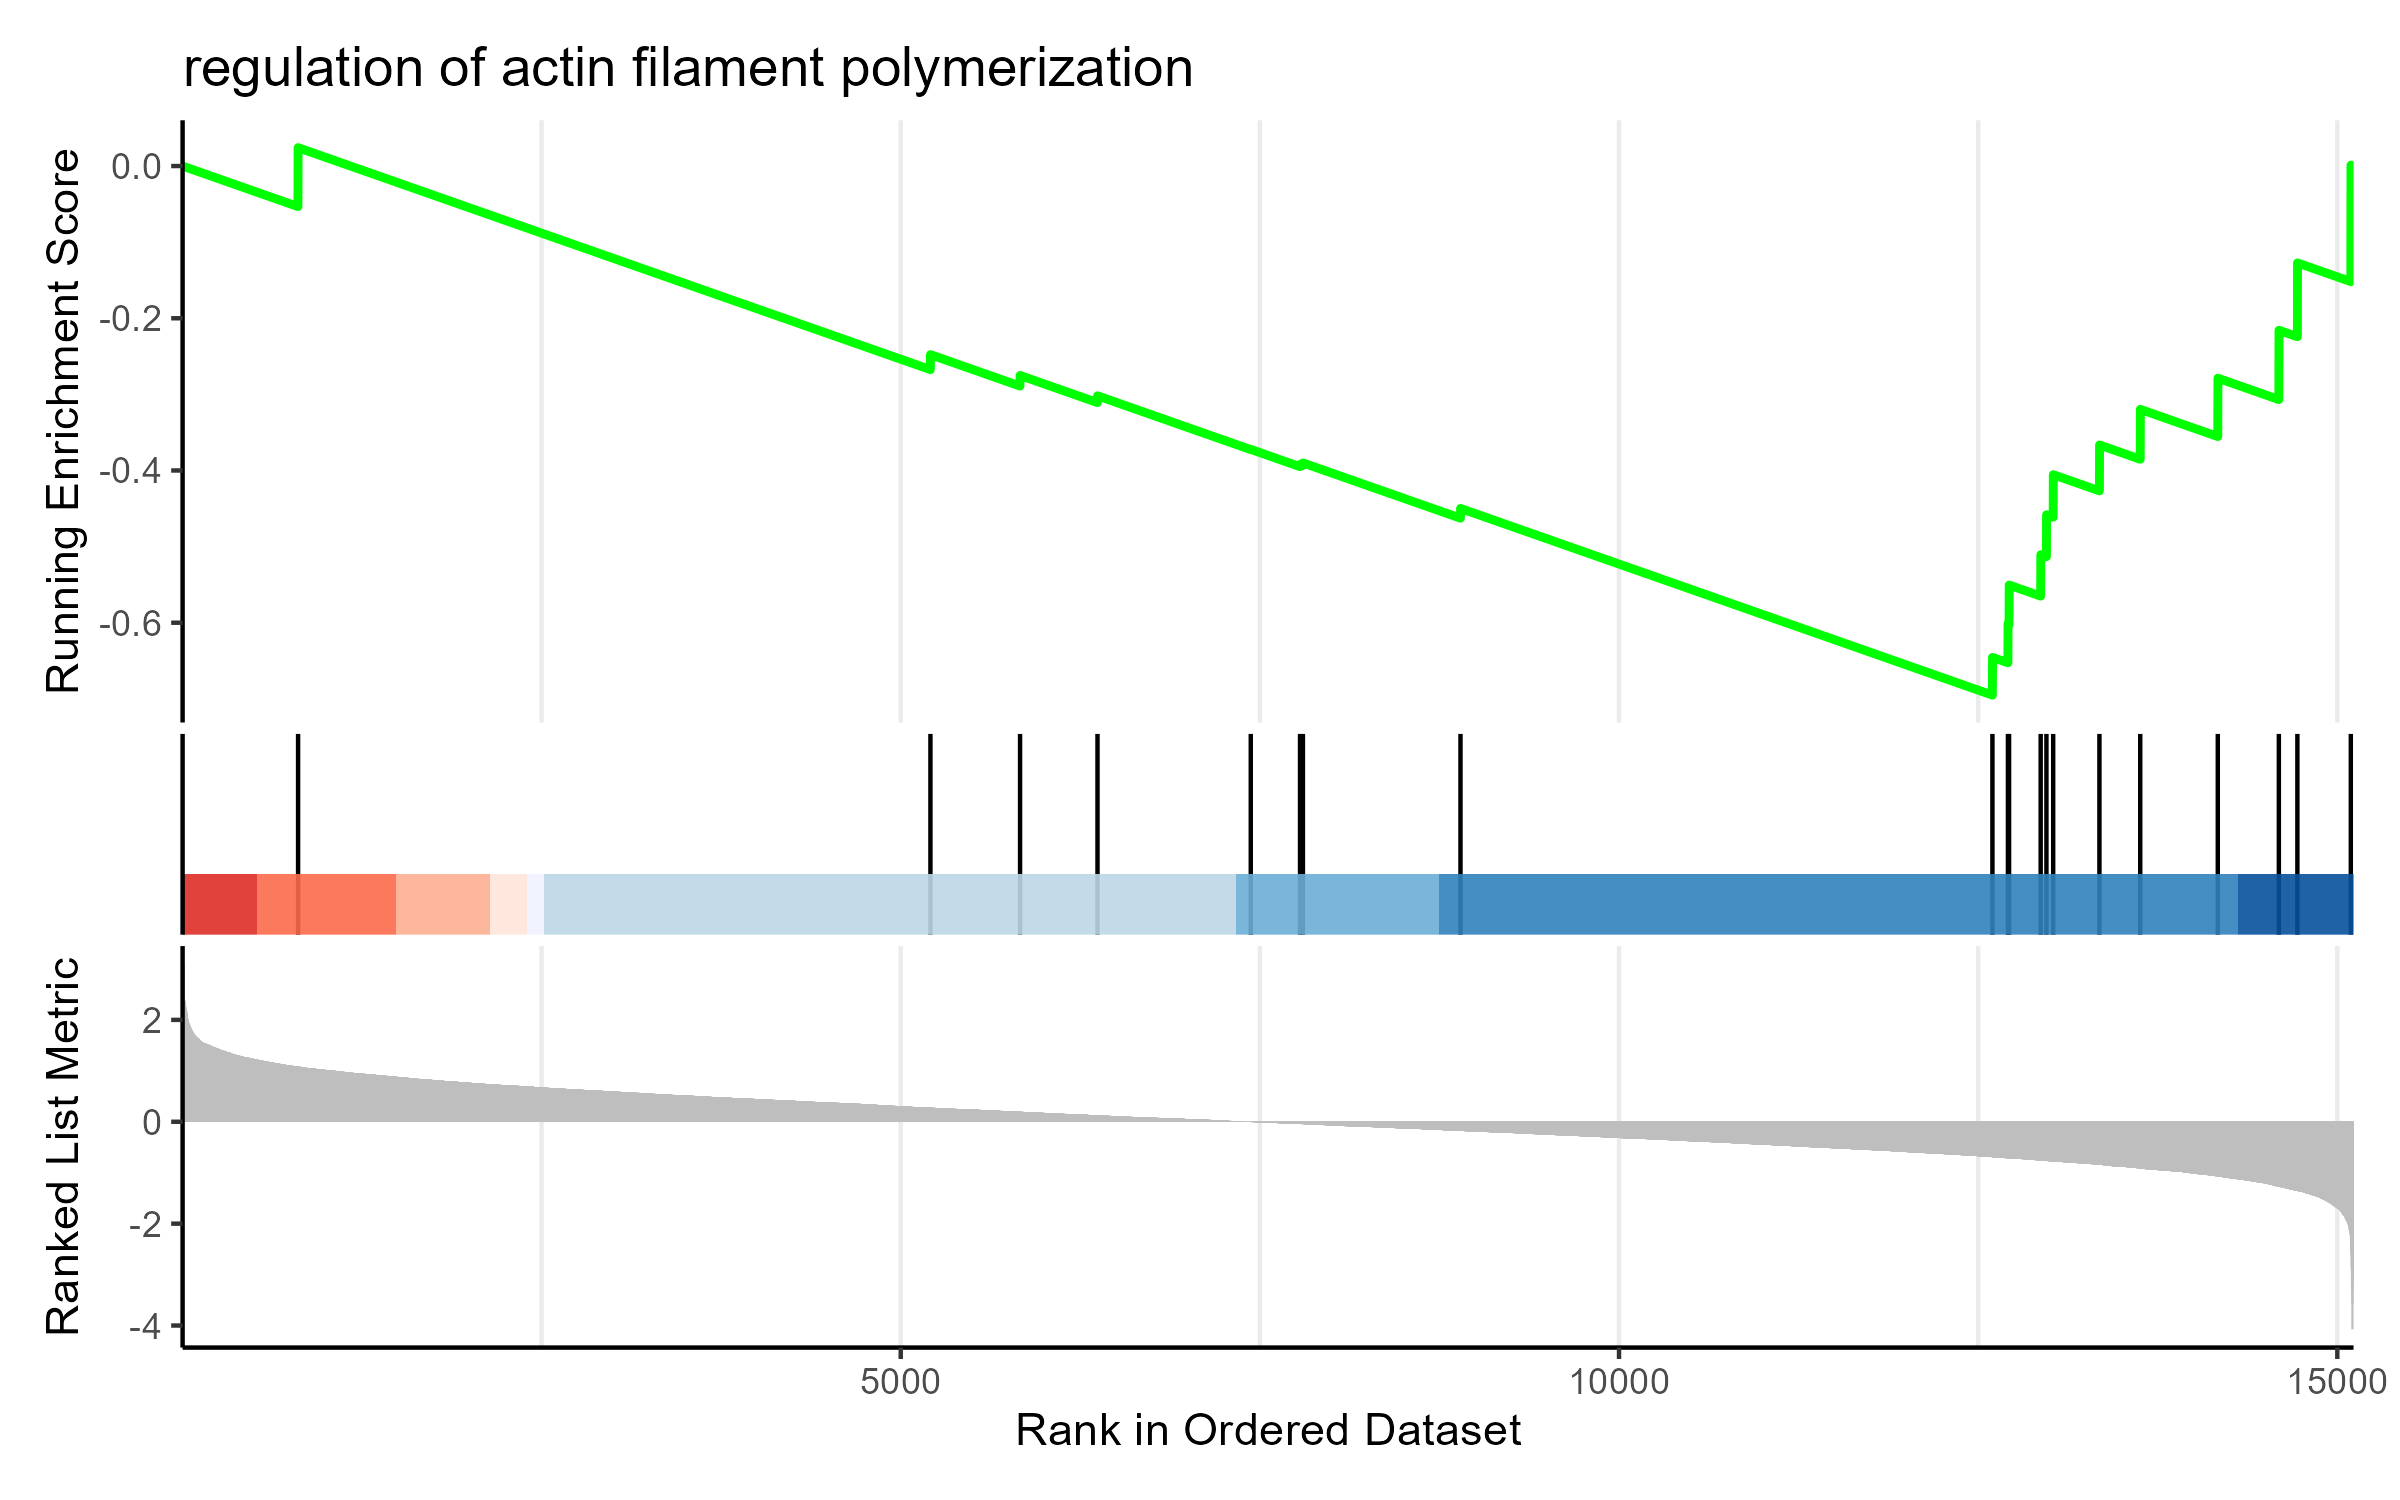 regulation of actin filament polymerization
Running Enrichment Score
0.0
-0.2
-0.4
-0.6
Ranked List Metric
2
0
-2
-4
5000
10000
15000
Rank in Ordered Dataset